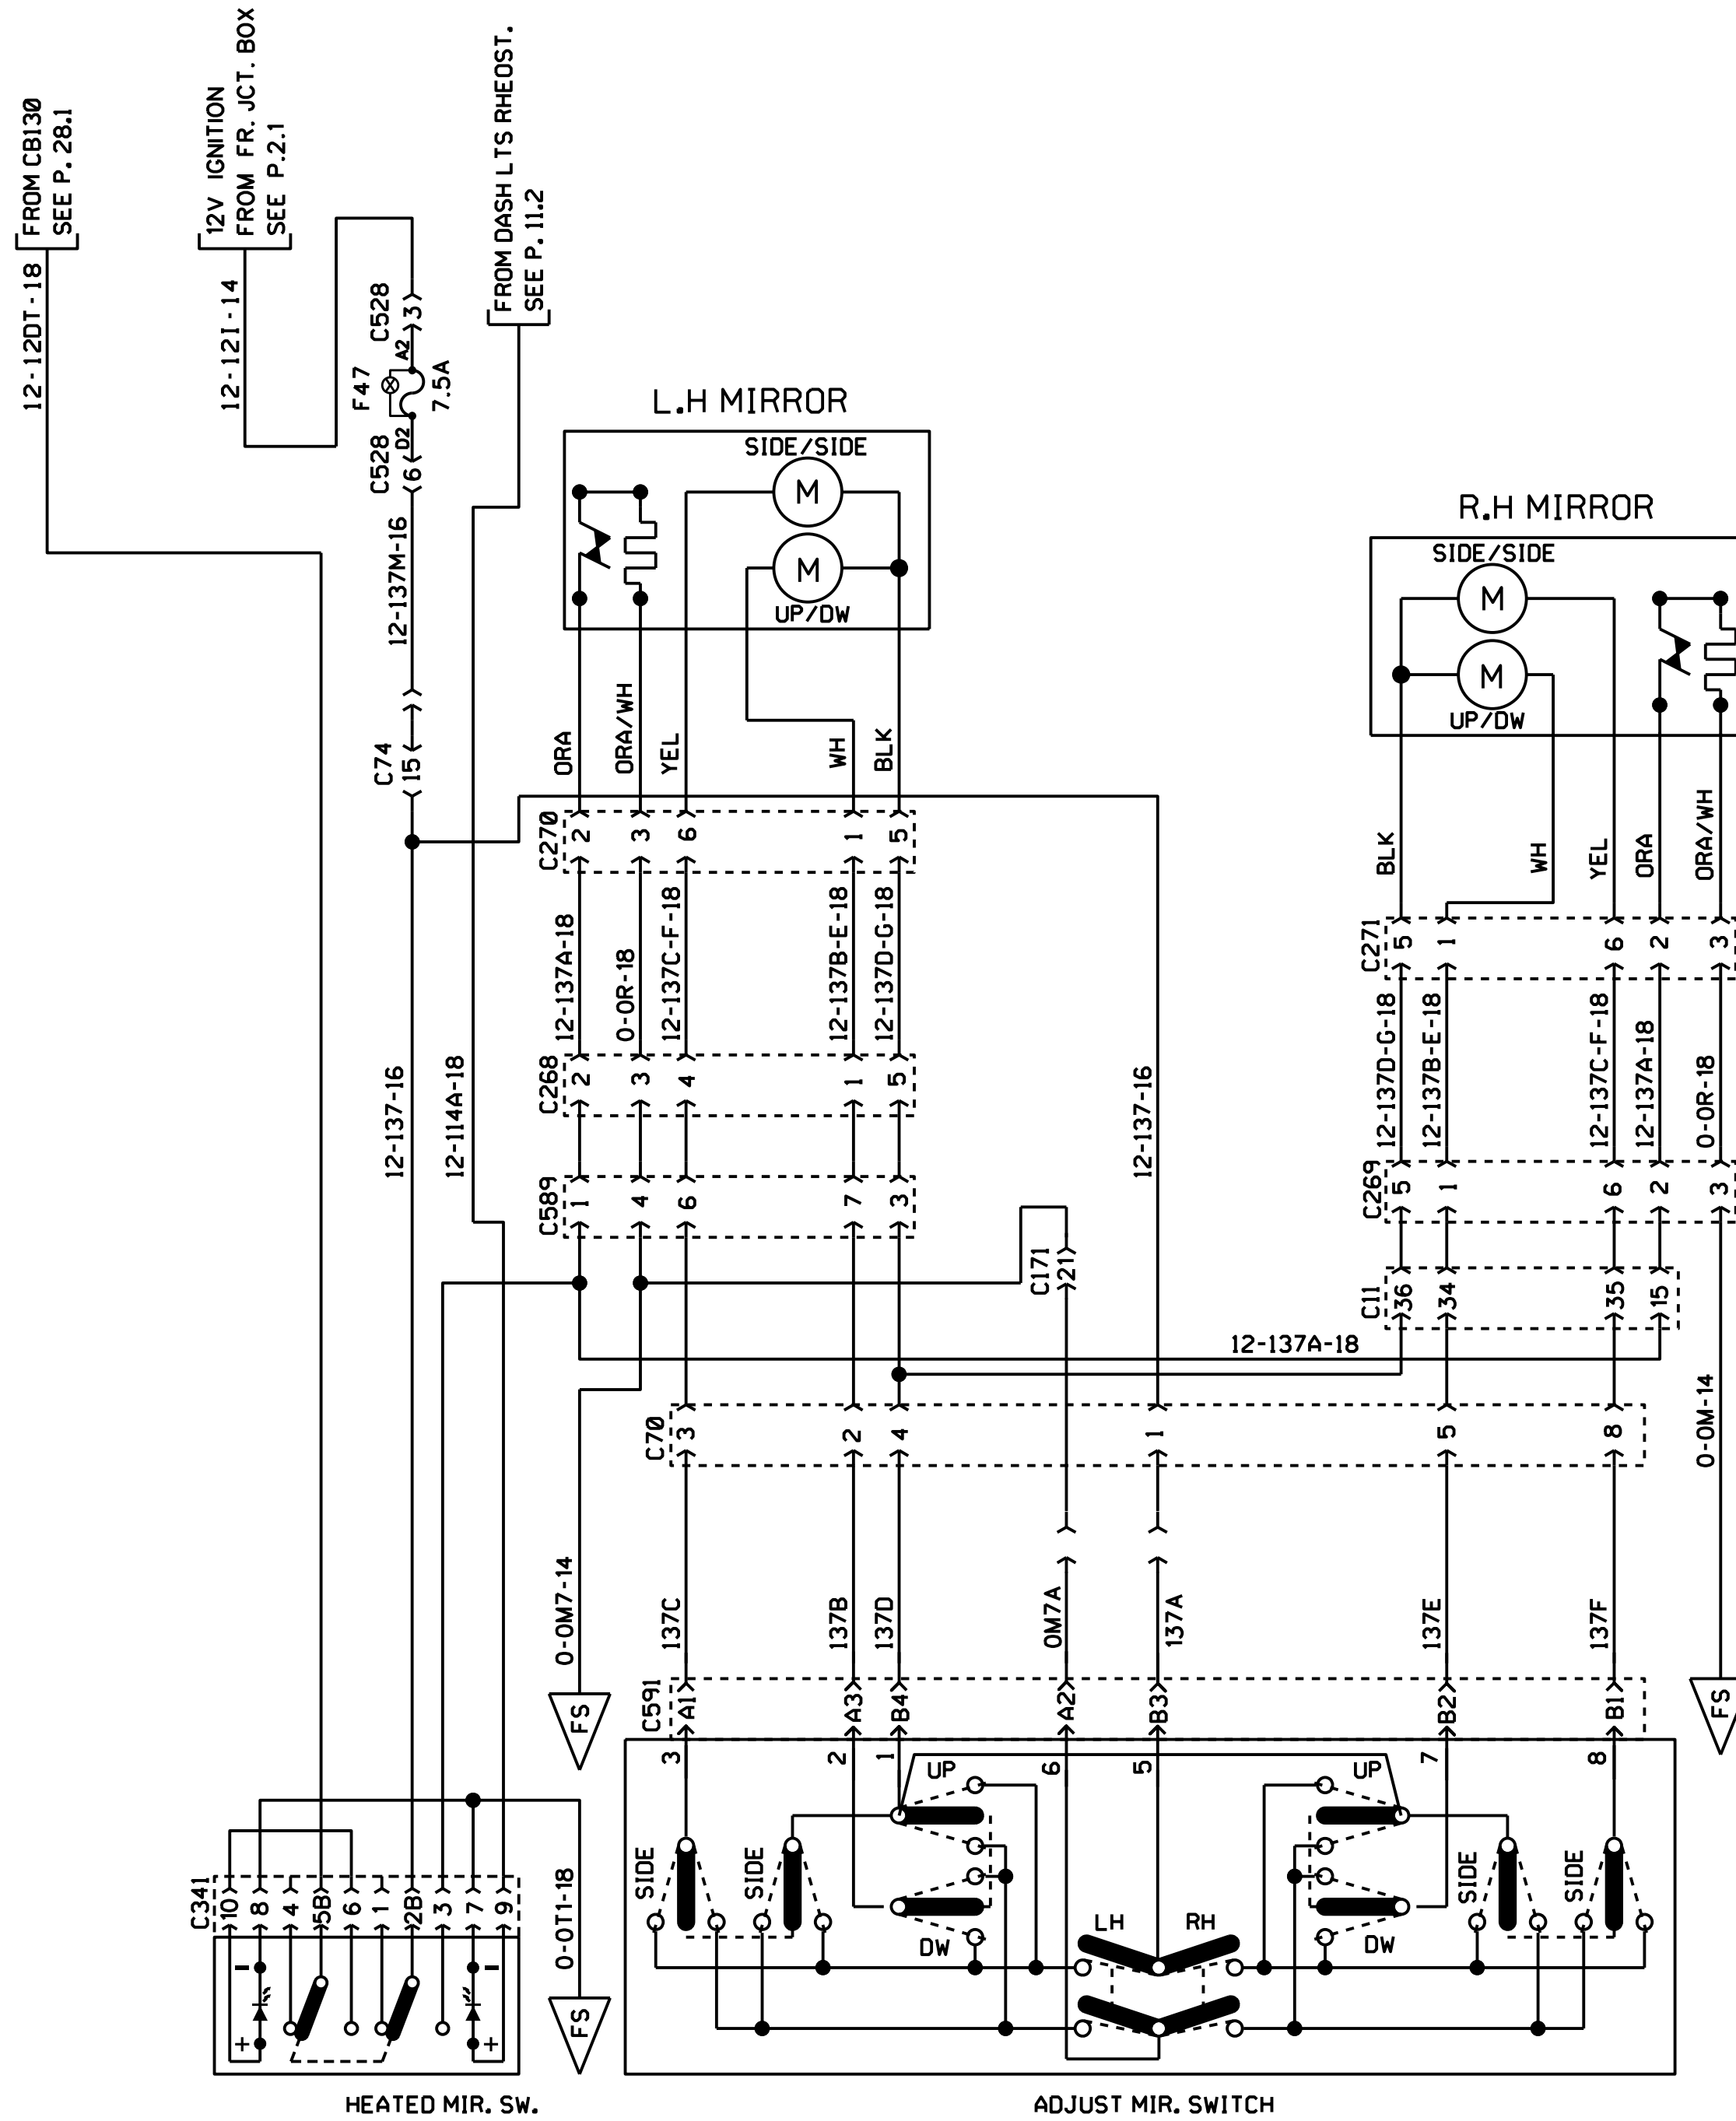 FROM CB130
SEE P. 28.1
12-12DT-18
12V IGNITION
FROM FR. JCT. BOX
SEE P.2.1
12-12I-14
C528
3
A2
F47
7.5A
D2
C528
6
12-137M-16
C74
15
FROM DASH LTS RHEOST.
SEE P. 11.2
12-137-16
12-114A-18
L.H MIRROR
SIDE/SIDE
M
M
UP/DW
ORA
ORA/WH
YEL
WH
BLK
C270
2
3
6
1
5
12-137A-18
0-0R-18
12-137C-F-18
12-137B-E-18
12-137D-G-18
C268
2
3
4
1
5
C589
1
4
6
7
3
R.H MIRROR
SIDE/SIDE
M
M
UP/DW
BLK
WH
YEL
ORA
ORA/WH
C271
5
1
6
2
3
12-137D-G-18
12-137B-E-18
12-137C-F-18
12-137A-18
0-0R-18
C269
5
1
6
2
3
C11
36
34
35
15
12-137-16
C171
21
12-137A-18
0-0M-14
C70
3
2
4
1
5
8
0-0M7-14
137C
137B
137D
0M7A
137A
137E
137F
FS
FS
C591
A1
A3
B4
A2
B3
B2
B1
3
2
1
6
5
7
8
UP
UP
SIDE
SIDE
SIDE
SIDE
DW
DW
LH
RH
ADJUST MIR. SWITCH
C341
10
8
4
5B
6
1
2B
3
7
9
-
-
+
+
0-0T1-18
FS
HEATED MIR. SW.